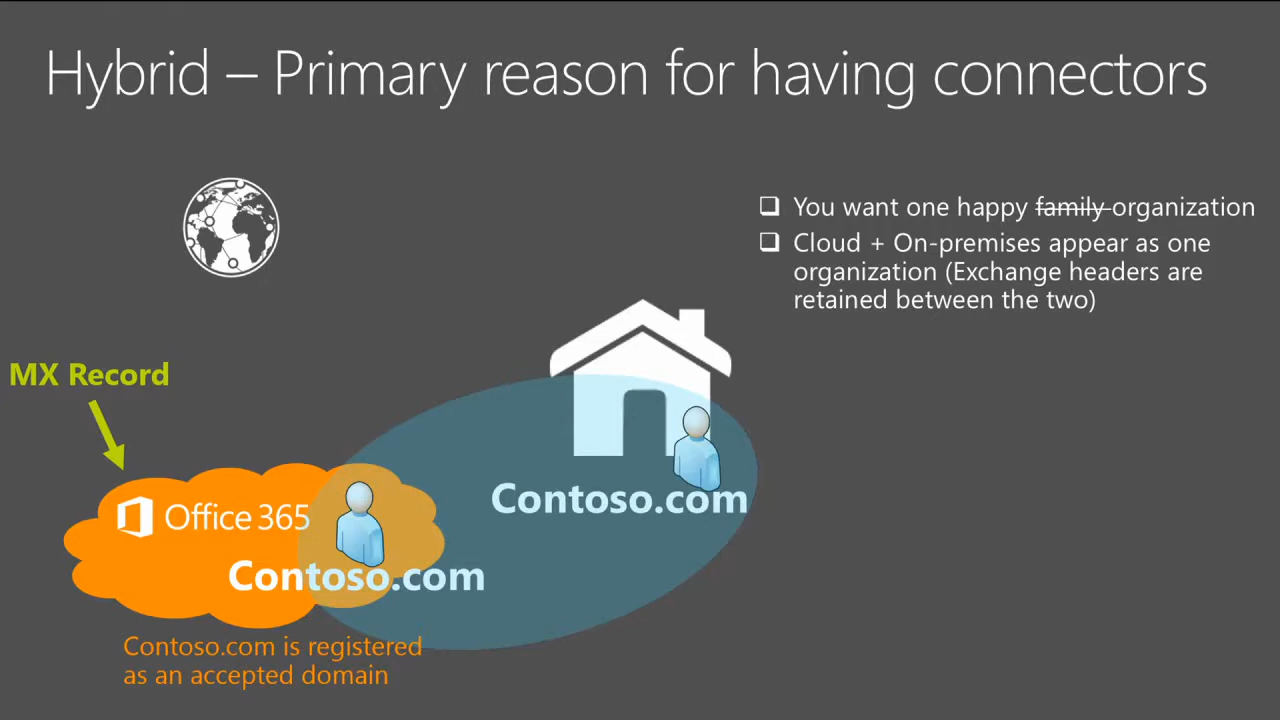 Hybrid – Primary reason for having connectors
❑ You want one happy family organization
❑ Cloud + On-premises appear as one
organization (Exchange headers are
retained between the two)
MX Record
Contoso.com
Office 365
Contoso.com
Contoso.com is registered
as an accepted domain